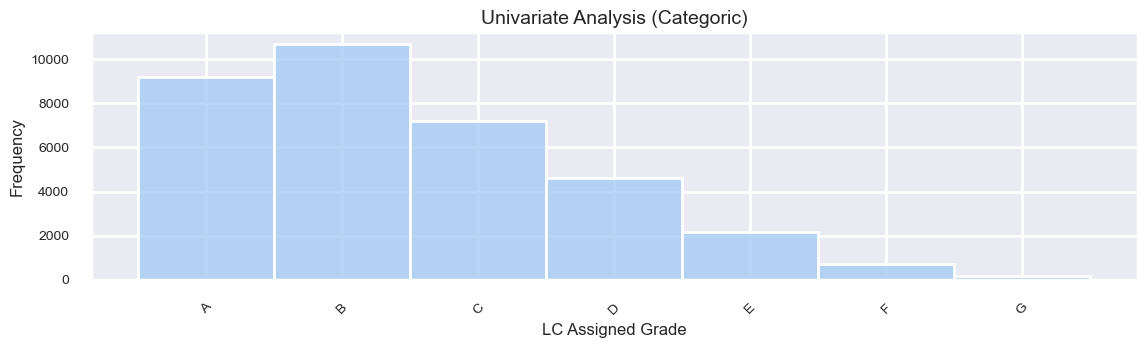 Univariate Analysis (Categoric)
10000
8000
6000
4000
2000
0
Frequency
A B C D E F G
LC Assigned Grade